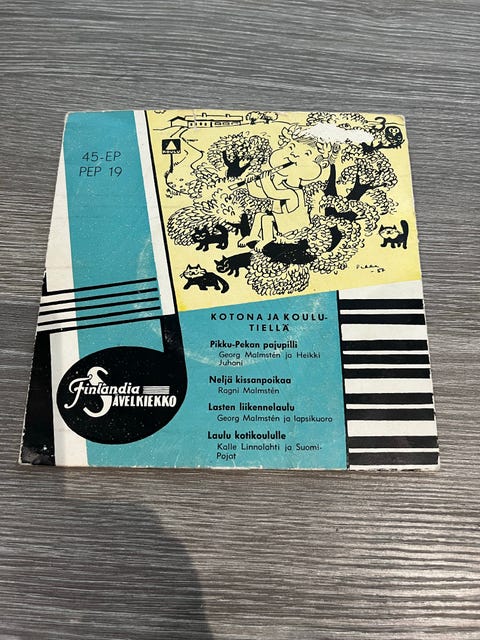 45-EP
PEP 19
KOULU
KOTONA JA KOULU-
TIELLÄ
Pikku-Pekan pajupilli
Georg Malmstén ja Heikki
Juhani
Neljä kissanpoikaa
Ragni Malmstén
Lasten liikennelaulu
Georg Malmstén ja lapsikuoro
Laulu kotikoululle
Kalle Linnolahti ja Suomi-
Pojat
Finlandia
SÄVELKIEKKO